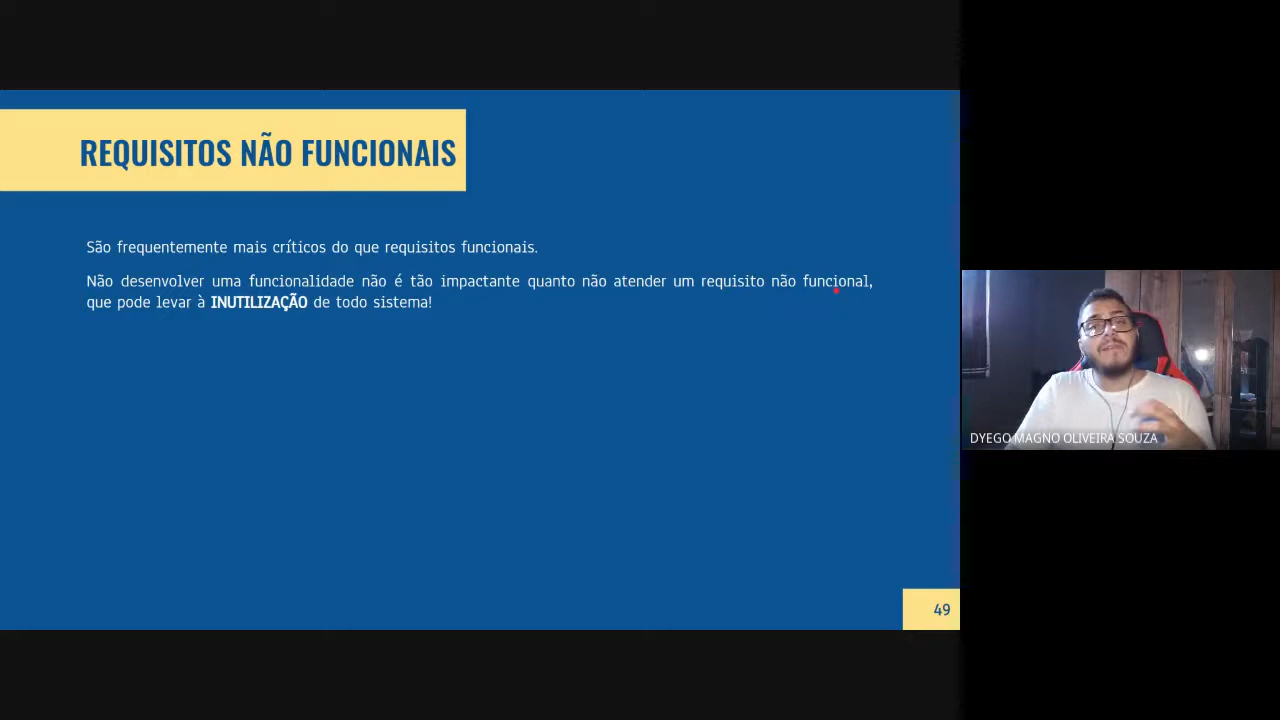 REQUISITOS NÃO FUNCIONAIS
São frequentemente mais críticos do que requisitos funcionais.
Não desenvolver uma funcionalidade não é tão impactante quanto não atender um requisito não funcional,
que pode levar à INUTILIZAÇÃO de todo sistema!
DYEGO MAGNO OLIVEIRA SOUZA
49